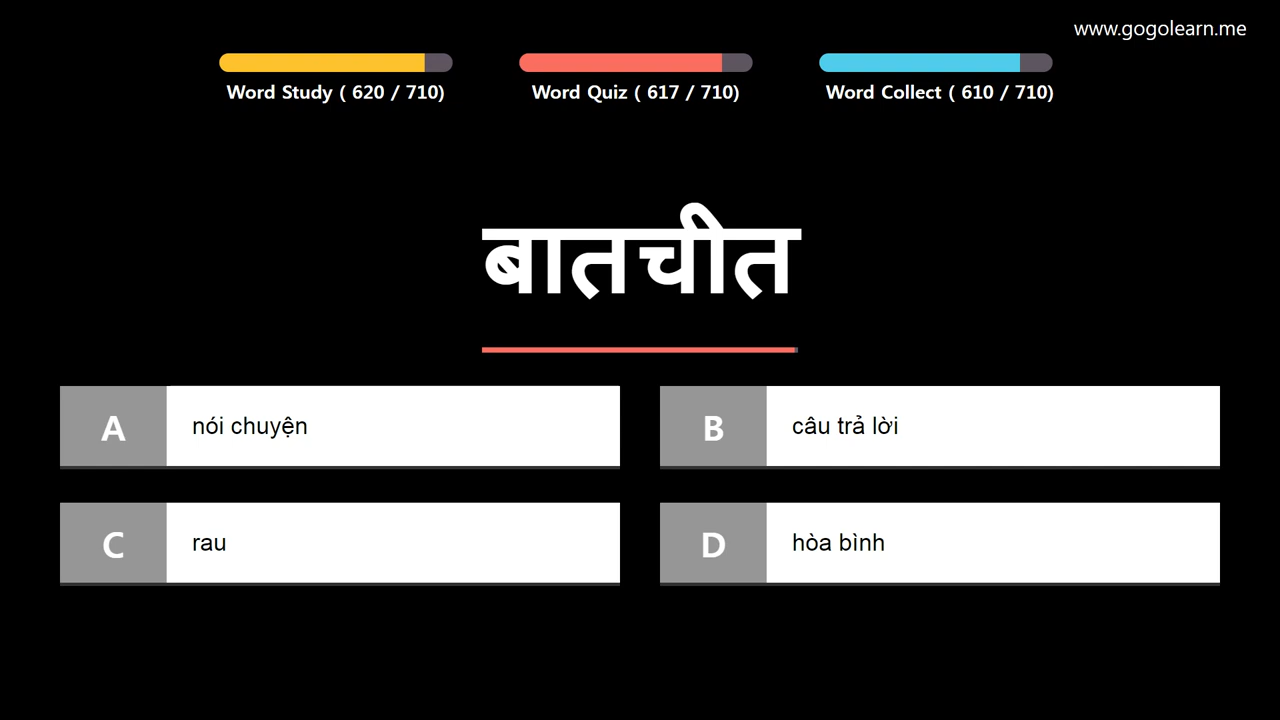 www.gogolearn.me
Word Study ( 620 / 710)
Word Quiz ( 617 / 710)
Word Collect ( 610 / 710)
बातचीत
A nói chuyện
B câu trả lời
C rau
D hòa bình